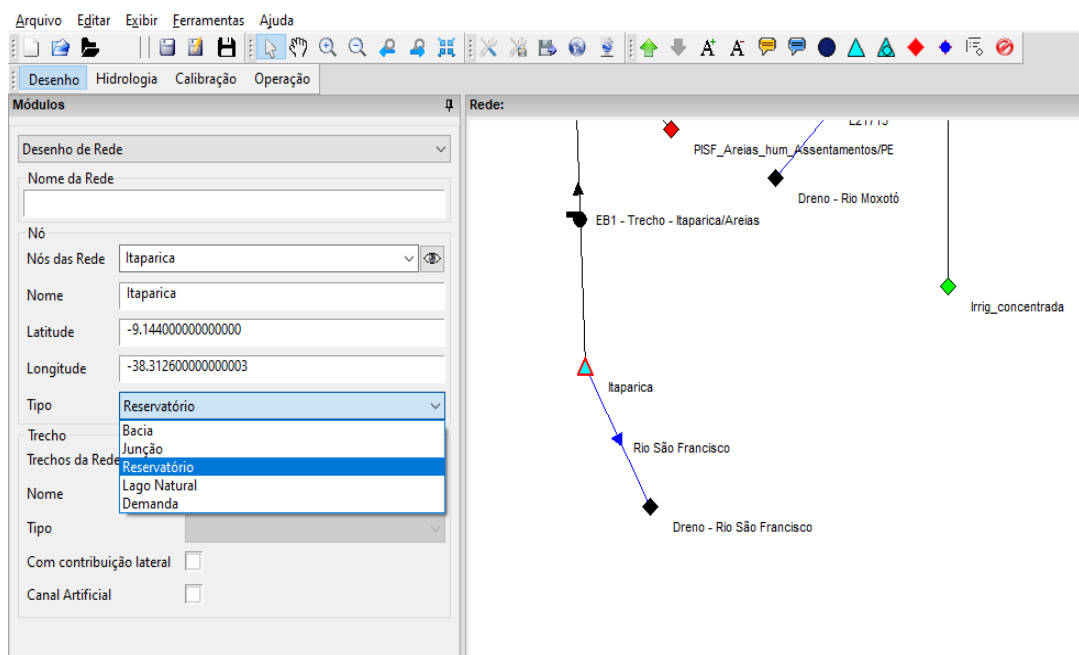 Arquivo Editar Exibir Ferramentas Ajuda
A A
Desenho Hidrologia Calibração Operação
Módulos
Rede:
Desenho de Rede
Nome da Rede
Nó
Nós das Rede Itaparica
Nome Itaparica
Latitude -9.144000000000000
Longitude -38.312600000000003
Tipo Reservatório
Bacia
Junção
Reservatório
Lago Natural
Demanda
Trecho
Trechos da Rede
Nome
Tipo
Com contribuição lateral
Canal Artificial
PISF_Areias_hum_Assentamentos/PE
Dreno - Rio Moxotó
EB1 - Trecho - Itaparica/Areias
Irrig_concentrada
Itaparica
Rio São Francisco
Dreno - Rio São Francisco